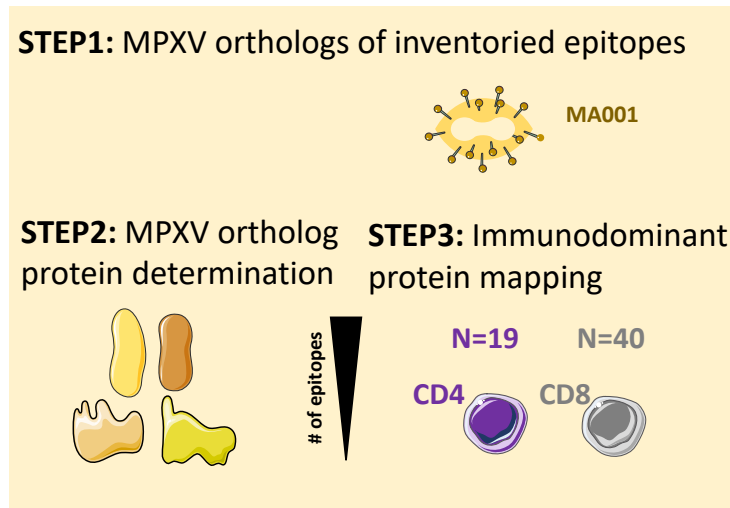 STEP1: MPXV orthologs of inventoried epitopes
MA001
STEP2: MPXV ortholog
protein determination
STEP3: Immunodominant
protein mapping
# of epitopes
N=19
N=40
CD4
CD8